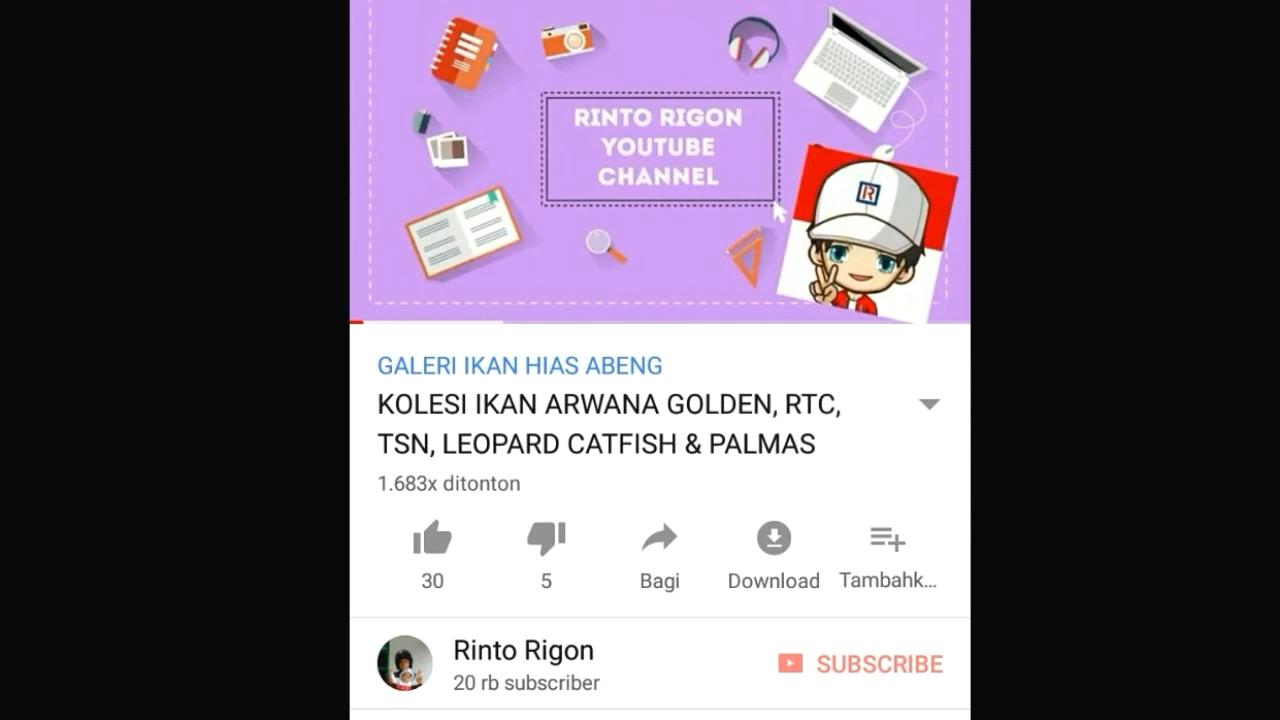 RINTO RIGON
YOUTUBE
CHANNEL
R
GALERI IKAN HIAS ABENG
KOLESI IKAN ARWANA GOLDEN, RTC,
TSN, LEOPARD CATFISH & PALMAS
1.683x ditonton
30
5
Bagi
Download
Tambahk...
Rinto Rigon
20 rb subscriber
SUBSCRIBE